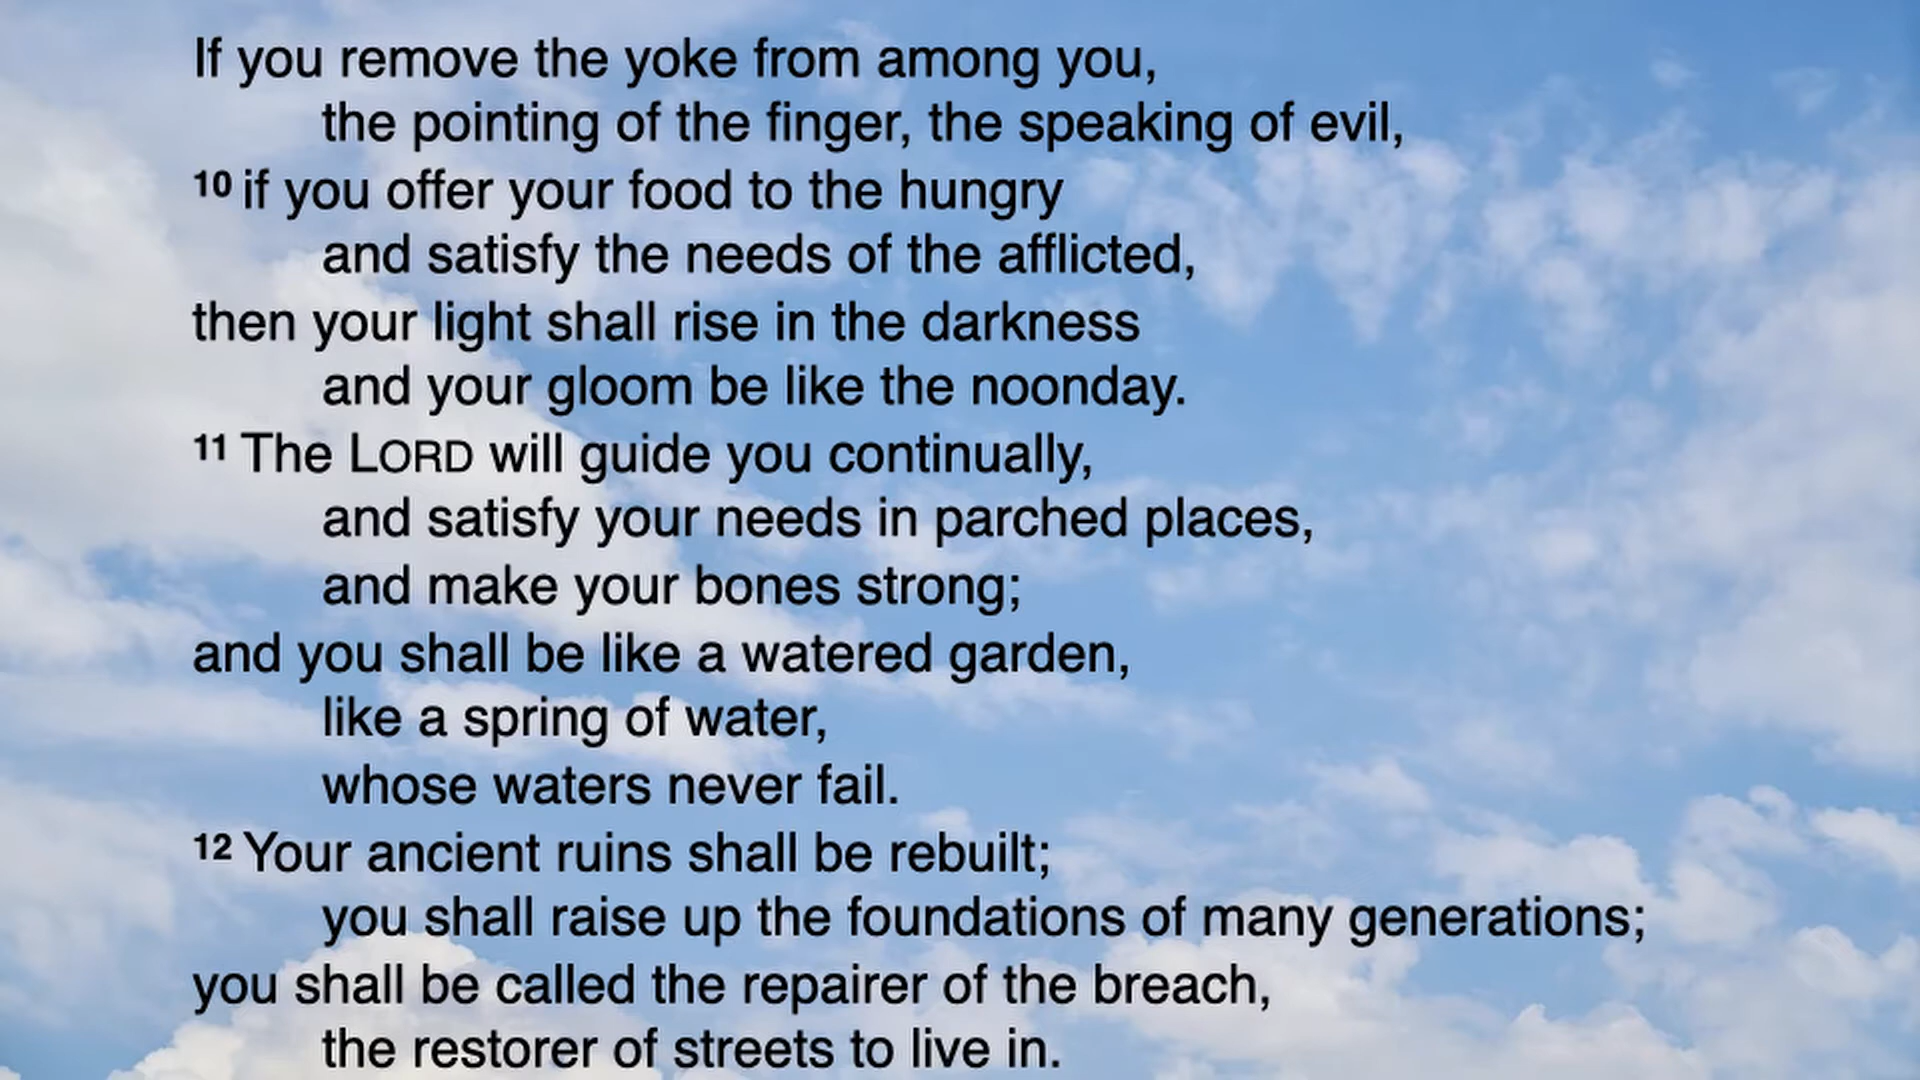 If you remove the yoke from among you,
the pointing of the finger, the speaking of evil,
10 if you offer your food to the hungry
and satisfy the needs of the afflicted,
then your light shall rise in the darkness
and your gloom be like the noonday.
11 The LORD will guide you continually,
and satisfy your needs in parched places,
and make your bones strong;
and you shall be like a watered garden,
like a spring of water,
whose waters never fail.
12 Your ancient ruins shall be rebuilt;
you shall raise up the foundations of many generations;
you shall be called the repairer of the breach,
the restorer of streets to live in.